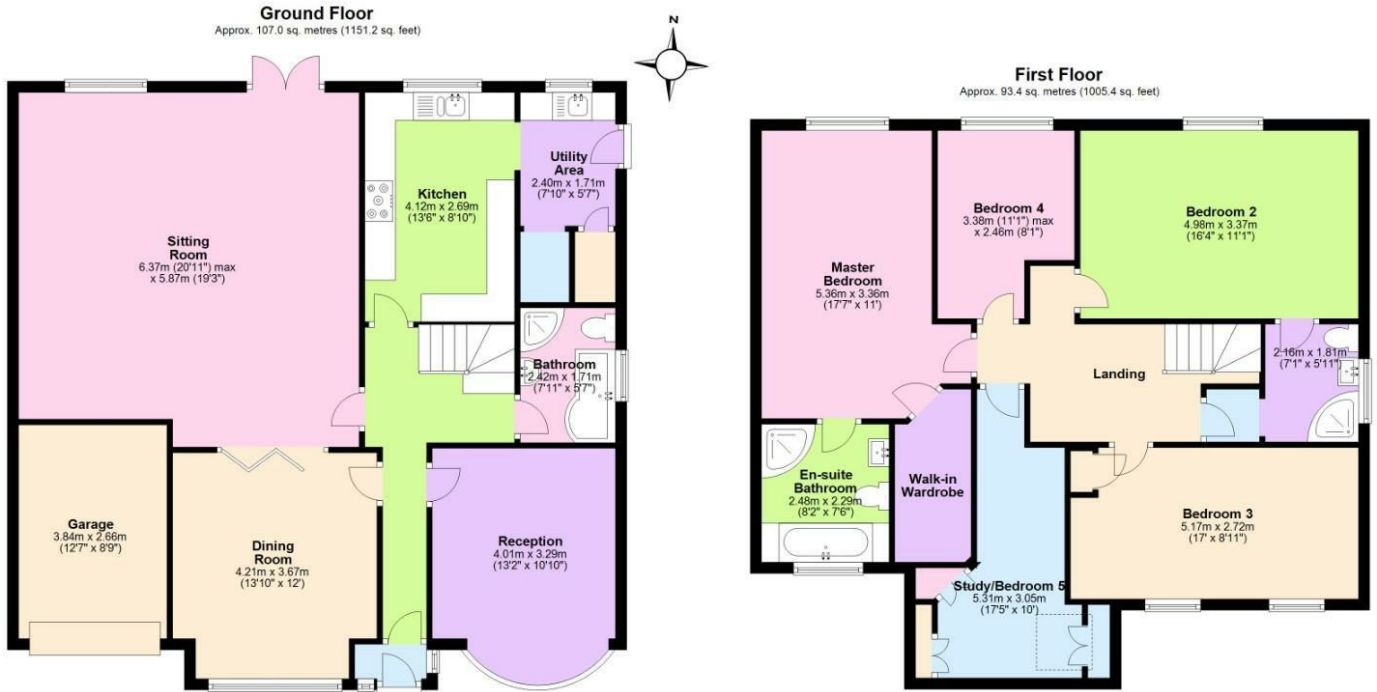 Ground Floor
Approx. 107.0 sq. metres (1151.2 sq. feet)
N
First Floor
Approx. 93.4 sq. metres (1005.4 sq. feet)
Sitting
Room
6.37m (20'11") max
x 5.87m (19'3")
Kitchen
4.12m x 2.69m
(13'6" x 8'10")
Utility
Area
2.40m x 1.71m
(7'10" x 5'7")
Bathroom
2.42m x 1.71m
(7'11" x 5'7")
Garage
3.84m x 2.66m
(12'7" x 8'9")
Dining
Room
4.21m x 3.67m
(13'10" x 12')
Reception
4.01m x 3.29m
(13'2" x 10'10")
Master
Bedroom
5.36m x 3.36m
(17'7" x 11')
Bedroom 4
3.38m (11'1") max
x 2.46m (8'1")
Bedroom 2
4.98m x 3.37m
(16'4" x 11'1")
Landing
2.16m x 1.81m
(7'1" x 5'11")
En-suite
Bathroom
2.48m x 2.29m
(8'2" x 7'6")
Walk-in
Wardrobe
Bedroom 3
5.17m x 2.72m
(17' x 8'11")
Study/Bedroom 5
5.31m x 3.05m
(17'5" x 10')